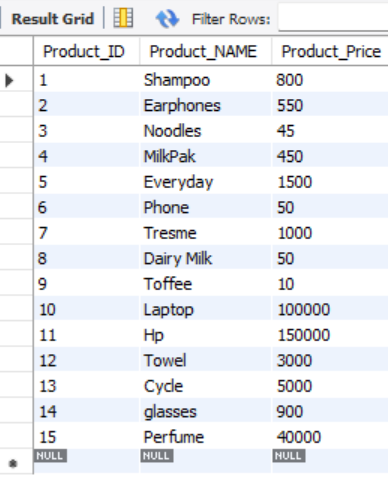 Result Grid Filter Rows:
Product_ID Product_NAME Product_Price
1 Shampoo 800
2 Earphones 550
3 Noodles 45
4 MilkPak 450
5 Everyday 1500
6 Phone 50
7 Tresme 1000
8 Dairy Milk 50
9 Toffee 10
10 Laptop 100000
11 Hp 150000
12 Towel 3000
13 Cycle 5000
14 glasses 900
15 Perfume 40000
NULL NULL NULL